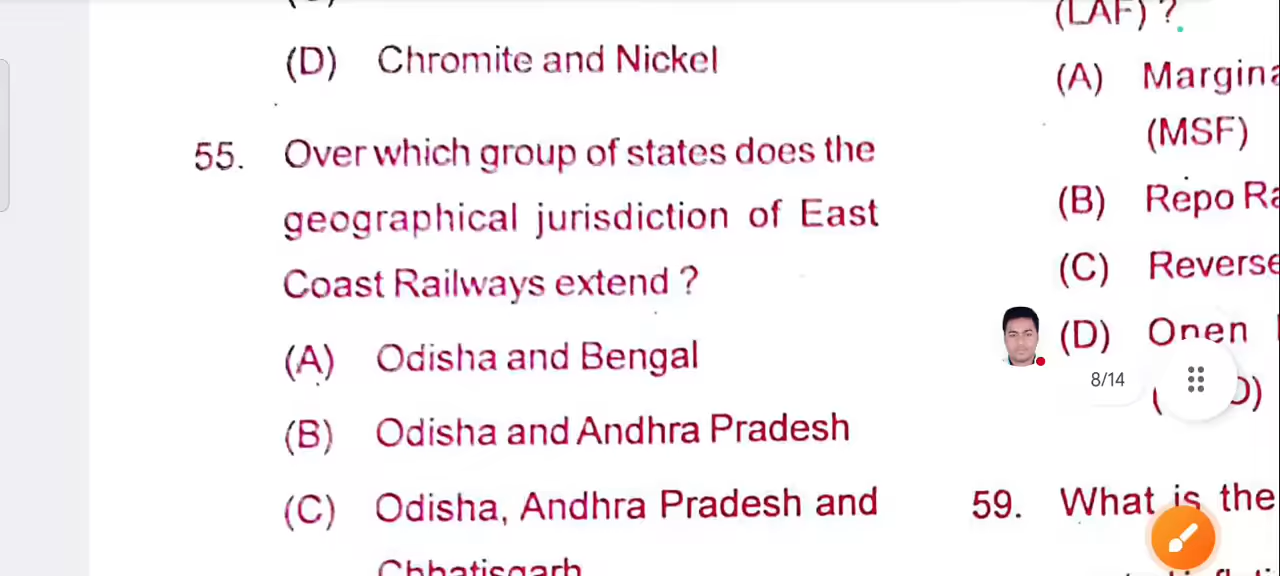 (D) Chromite and Nickel
55. Over which group of states does the
geographical jurisdiction of East
Coast Railways extend ?
(A) Odisha and Bengal
(B) Odisha and Andhra Pradesh
(C) Odisha, Andhra Pradesh and
Chhatisgarh
(LAF) ?
(A)
(MSF)
(B) Repo
(C) Reverse
(D) Open
8/14
59. What is the